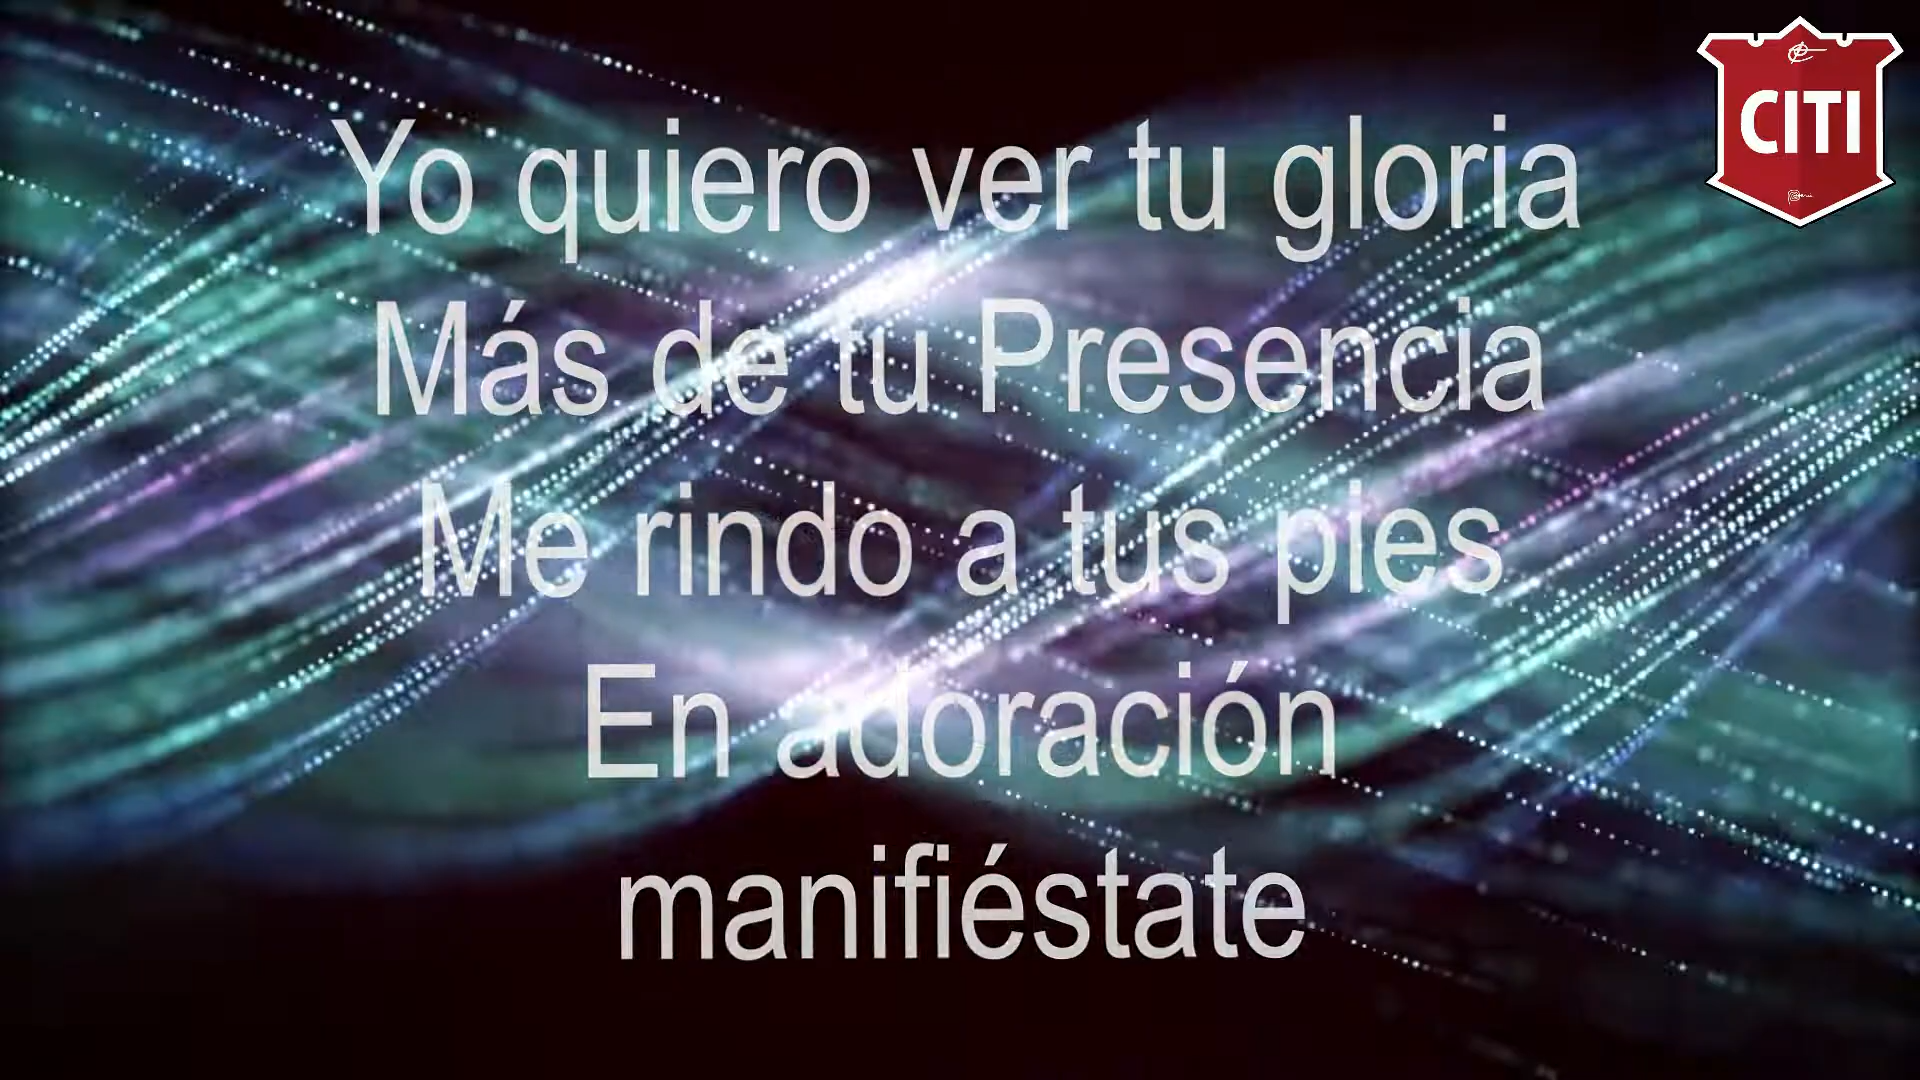 Yo quiero ver tu gloria
Más de tu Presencia
Me rindo a tus pies
En adoración
manifiéstate
CITI